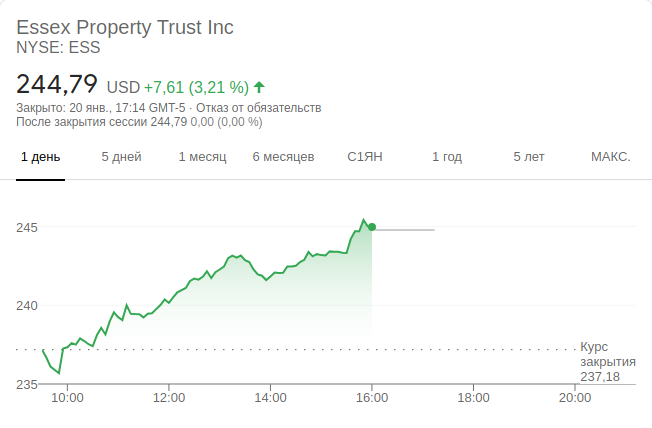 Essex Property Trust Inc
NYSE: ESS
244,79 USD +7,61 (3,21 %)
Закрыто: 20 янв., 17:14 GMT-5 · Отказ от обязательств
После закрытия сессии 244,79 0,00 (0,00 %)
1 день 5 дней 1 месяц 6 месяцев С1ЯН 1 год 5 лет МАКС.
245
240
Курс
закрытия
237,18
235
10:00 12:00 14:00 16:00 18:00 20:00